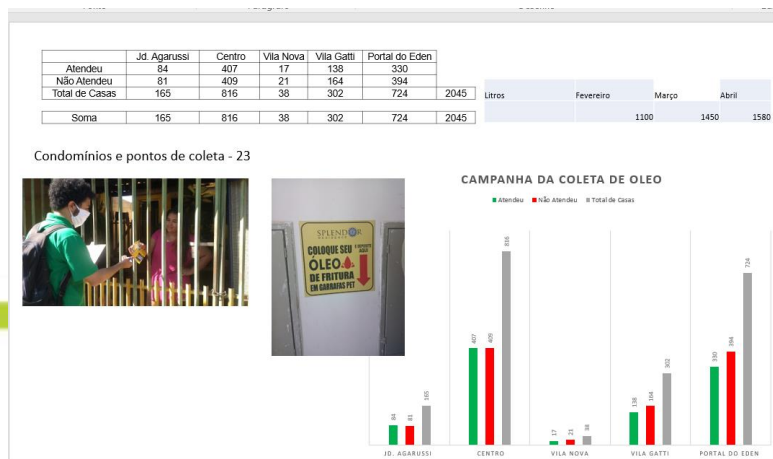 Jd. Agarussi Centro Vila Nova Vila Gatti Portal do Eden
Atendeu 84 407 17 138 330
Não Atendeu 81 409 21 164 394
Total de Casas 165 816 38 302 724 2045
Soma 165 816 38 302 724 2045
Litros Fevereiro Março Abril
1100 1450 1580
Condomínios e pontos de coleta - 23
SPLENDOR
COLOQUE SEU
ÓLEO
DE FRITURA
EM GARRAFAS PET
CAMPANHA DA COLETA DE OLEO
Atendeu Não Atendeu Total de Casas
84 81 165 407 409 816 17 21 38 138 164 302 330 394 724
JD. AGARUSSI CENTRO VILA NOVA VILA GATTI PORTAL DO EDEN